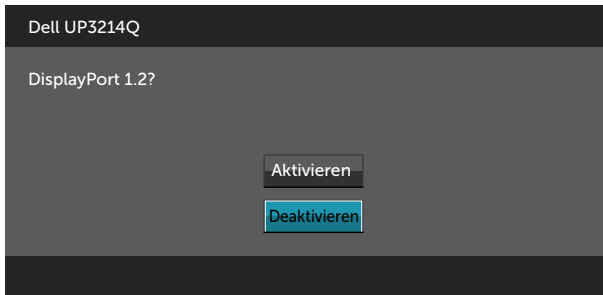 Dell UP3214Q
DisplayPort 1.2?
Aktivieren
Deaktivieren